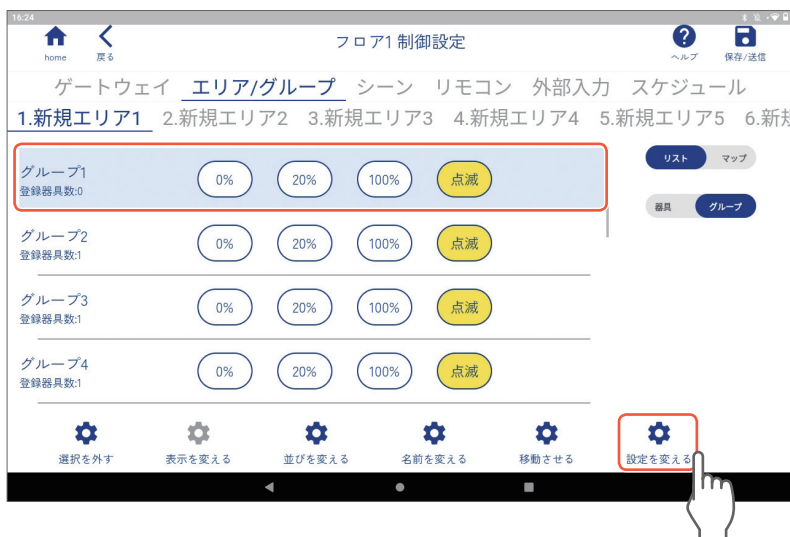 16:24
home
戻る
フロア1 制御設定
ヘルプ
保存/送信
ゲートウェイ エリア/グループ シーン リモコン 外部入力 スケジュール
1.新規エリア1 2.新規エリア2 3.新規エリア3 4.新規エリア4 5.新規エリア5 6.新規
グループ1
登録器具数:0
0% 20% 100% 点滅
リスト マップ
器具 グループ
グループ2
登録器具数:1
0% 20% 100% 点滅
グループ3
登録器具数:1
0% 20% 100% 点滅
グループ4
登録器具数:1
0% 20% 100% 点滅
選択を外す 表示を変える 並びを変える 名前を変える 移動させる 設定を変える